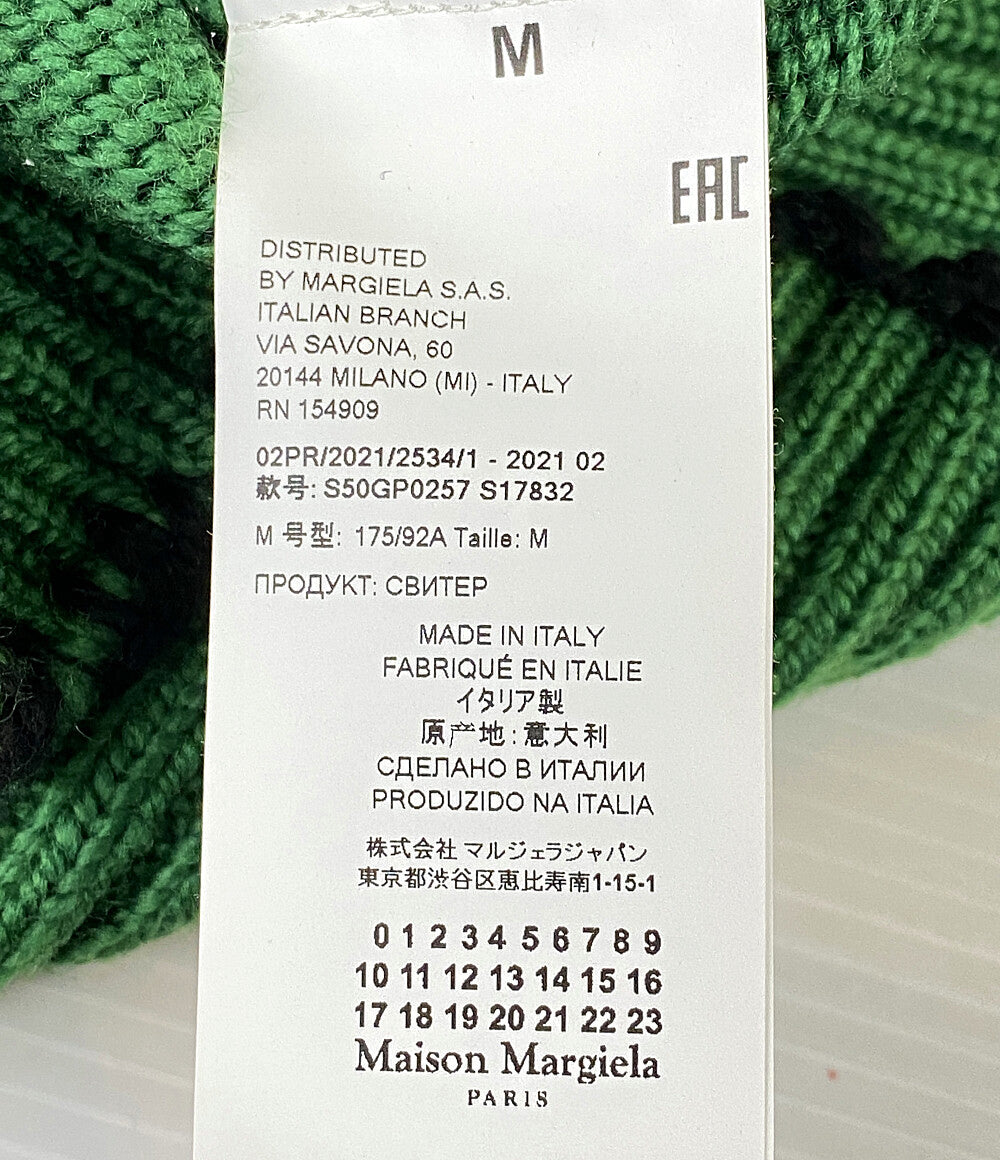 M
EAC
DISTRIBUTED
BY MARGIELA S.A.S.
ITALIAN BRANCH
VIA SAVONA, 60
20144 MILANO (MI) - ITALY
RN 154909
02PR/2021/2534/1 - 2021 02
款号: S50GP0257 S17832
M 号型: 175/92A Taille: M
ПРОДУКТ: СВИТЕР
MADE IN ITALY
FABRIQUÉ EN ITALIE
イタリア製
原产地:意大利
СДЕЛАНО В ИТАЛИИ
PRODUZIDO NA ITALIA
株式会社 マルジェラジャパン
東京都渋谷区恵比寿南1-15-1
0 1 2 3 4 5 6 7 8 9
10 11 12 13 14 15 16
17 18 19 20 21 22 23
Maison Margiela
PARIS